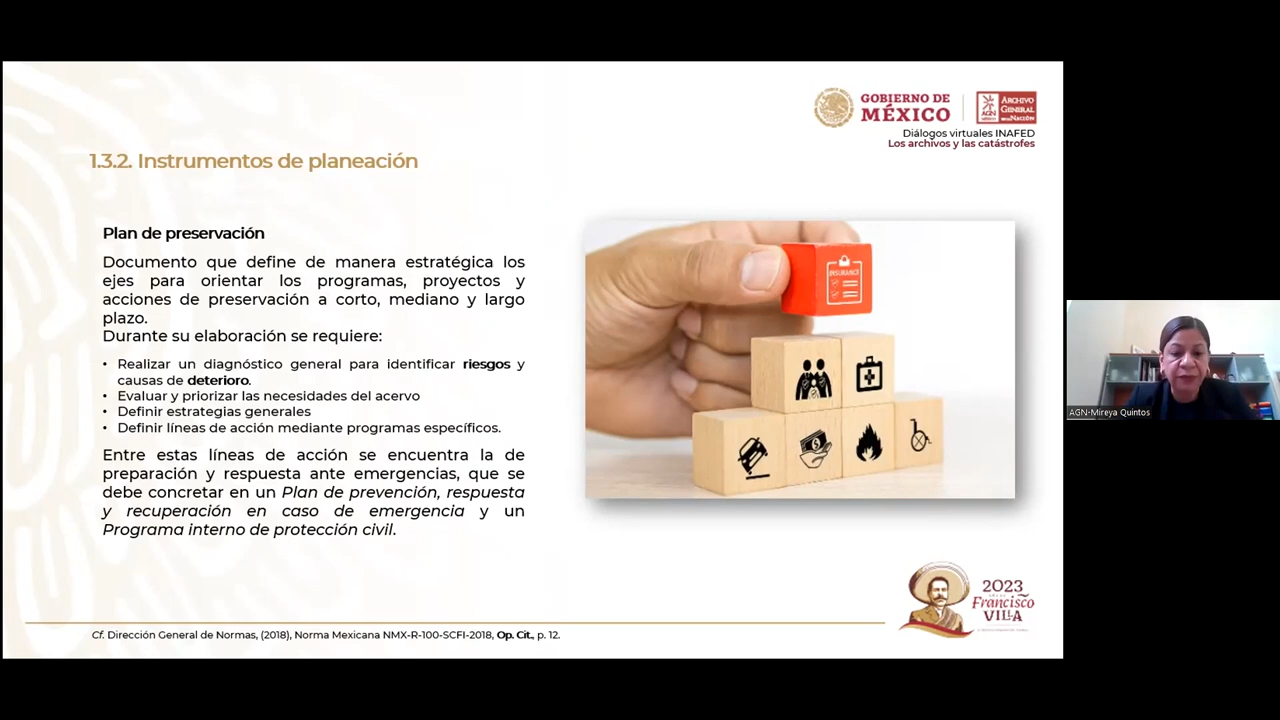 GOBIERNO DE
MÉXICO
AGN
MÉXICO
ARCHIVO
GENERAL
DE LA NACIÓN
Diálogos virtuales INAFED
Los archivos y las catástrofes
1.3.2. Instrumentos de planeación
Plan de preservación
Documento que define de manera estratégica los
ejes para orientar los programas, proyectos y
acciones de preservación a corto, mediano y largo
plazo.
Durante su elaboración se requiere:
• Realizar un diagnóstico general para identificar riesgos y
causas de deterioro.
• Evaluar y priorizar las necesidades del acervo
• Definir estrategias generales
• Definir líneas de acción mediante programas específicos.
Entre estas líneas de acción se encuentra la de
preparación y respuesta ante emergencias, que se
debe concretar en un Plan de prevención, respuesta
y recuperación en caso de emergencia y un
Programa interno de protección civil.
INSURANCE
AGN-Mireya Quintos
2023
Francisco
VILLA
Cf. Dirección General de Normas, (2018), Norma Mexicana NMX-R-100-SCFI-2018, Op. Cit., p. 12.